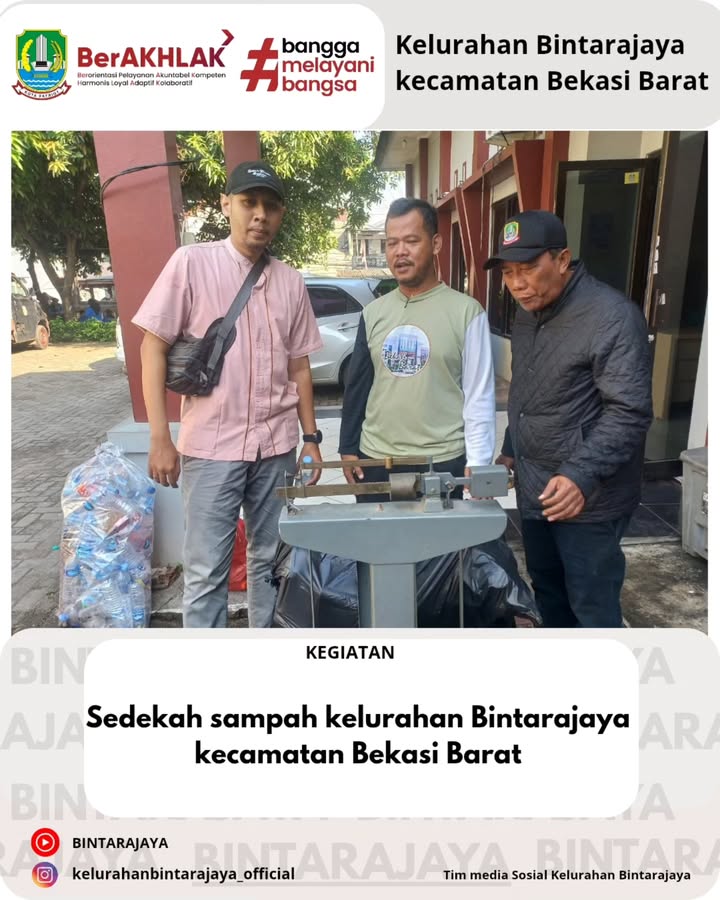 BerAKHLAK
Berorientasi Pelayanan Akuntabel Kompeten
Harmonis Loyal Adaptif Kolaboratif
#bangga
melayani
bangsa
Kelurahan Bintarajaya
kecamatan Bekasi Barat
KEGIATAN
Sedekah sampah kelurahan Bintarajaya
kecamatan Bekasi Barat
BINTARAJAYA
kelurahanbintarajaya_official
Tim media Sosial Kelurahan Bintarajaya
BINTARAJAYA